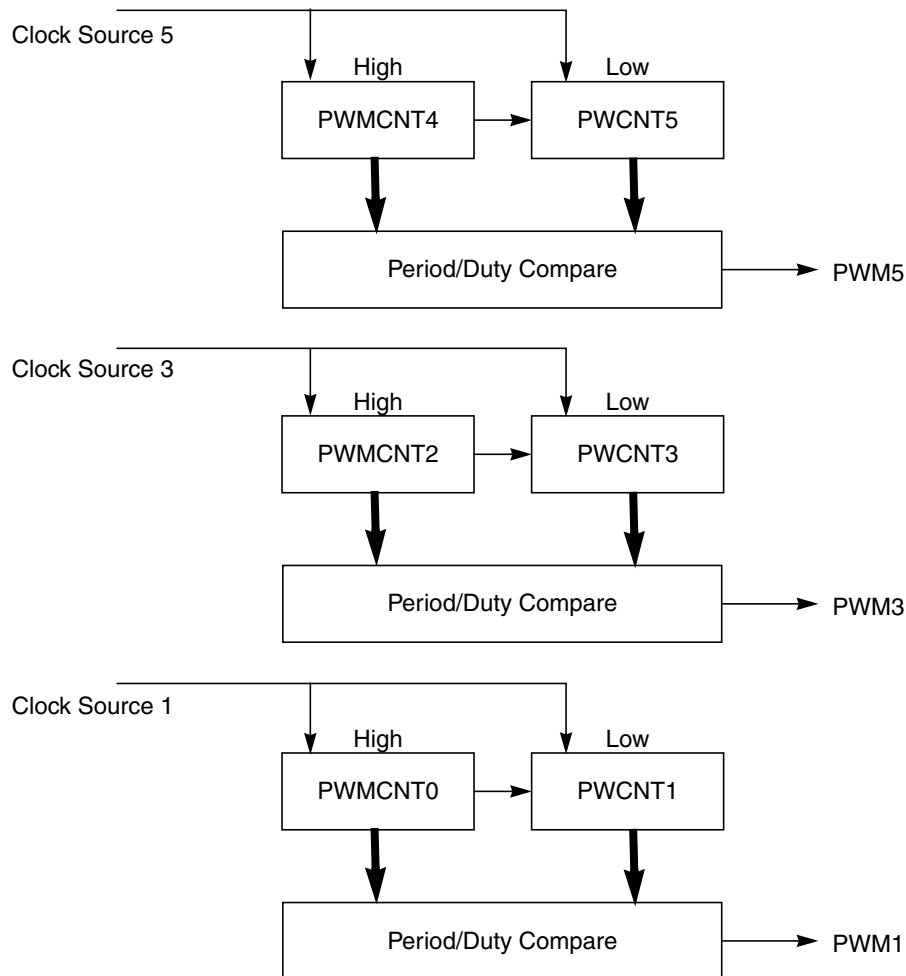 Clock Source 5
High Low
PWMCNT4 PWCNT5
Period/Duty Compare PWM5
Clock Source 3
High Low
PWMCNT2 PWCNT3
Period/Duty Compare PWM3
Clock Source 1
High Low
PWMCNT0 PWCNT1
Period/Duty Compare PWM1